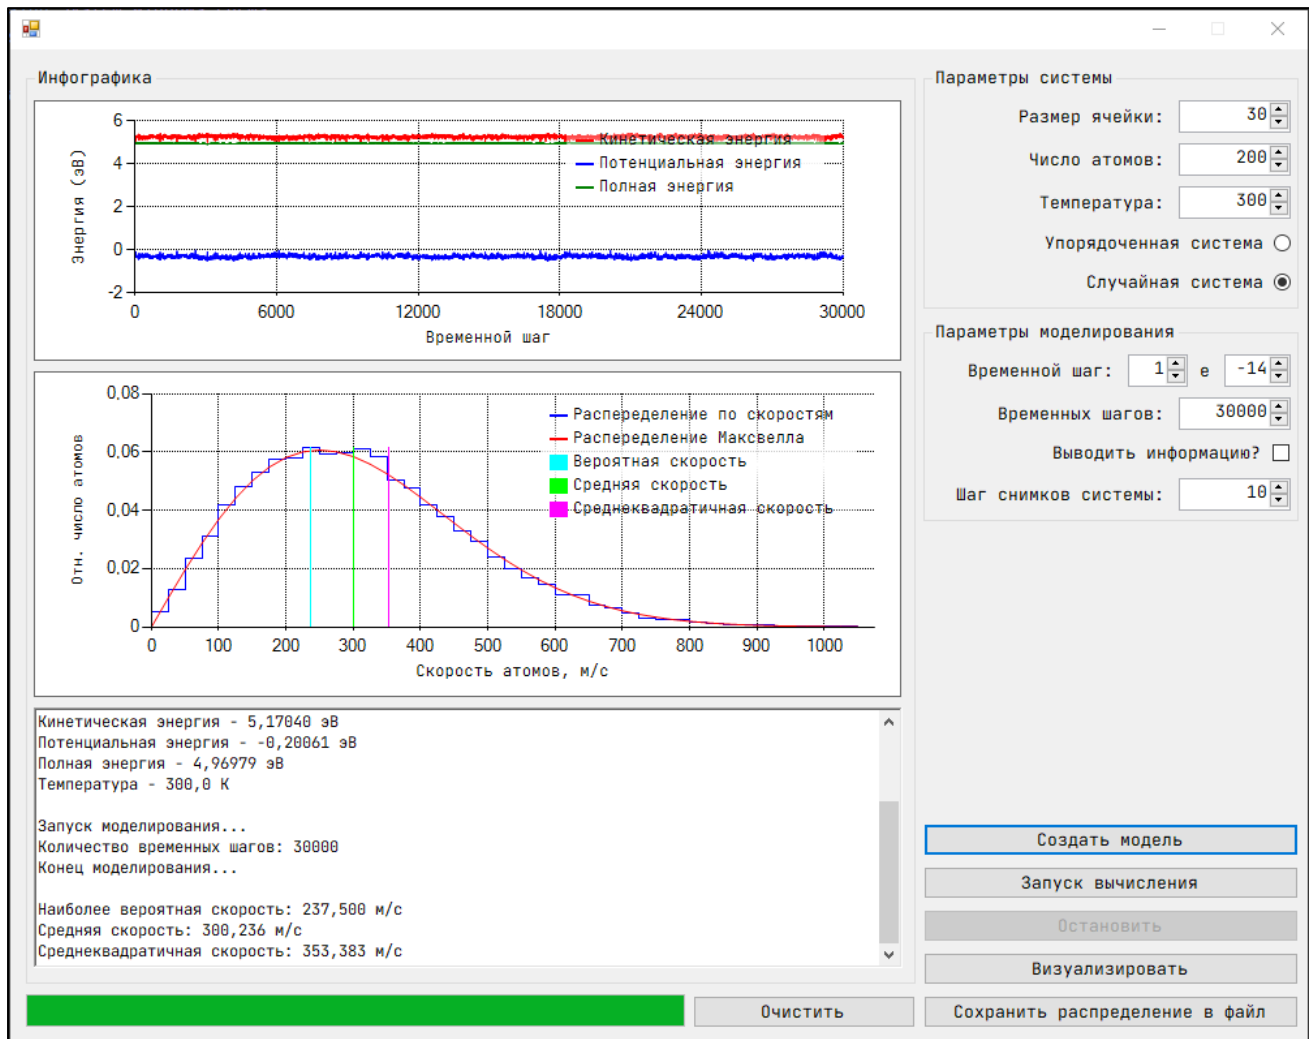 Инфографика
6
4
2
0
-2
Энергия (эВ)
Кинетическая энергия
Потенциальная энергия
Полная энергия
0 6000 12000 18000 24000 30000
Временной шаг
0,08
0,06
0,04
0,02
0
Отн. число атомов
Распеределение по скоростям
Распеределение Максвелла
Вероятная скорость
Средняя скорость
Среднеквадратичная скорость
0 100 200 300 400 500 600 700 800 900 1000
Скорость атомов, м/с
Кинетическая энергия - 5,17040 эВ
Потенциальная энергия - -0,20061 эВ
Полная энергия - 4,96979 эВ
Температура - 300,0 К
Запуск моделирования...
Количество временных шагов: 30000
Конец моделирования...
Наиболее вероятная скорость: 237,500 м/с
Средняя скорость: 300,236 м/с
Среднеквадратичная скорость: 353,383 м/с
Очистить
Параметры системы
Размер ячейки: 30
Число атомов: 200
Температура: 300
Упорядоченная система
Случайная система
Параметры моделирования
Временной шаг: 1 е -14
Временных шагов: 30000
Выводить информацию?
Шаг снимков системы: 10
Создать модель
Запуск вычисления
Остановить
Визуализировать
Сохранить распределение в файл